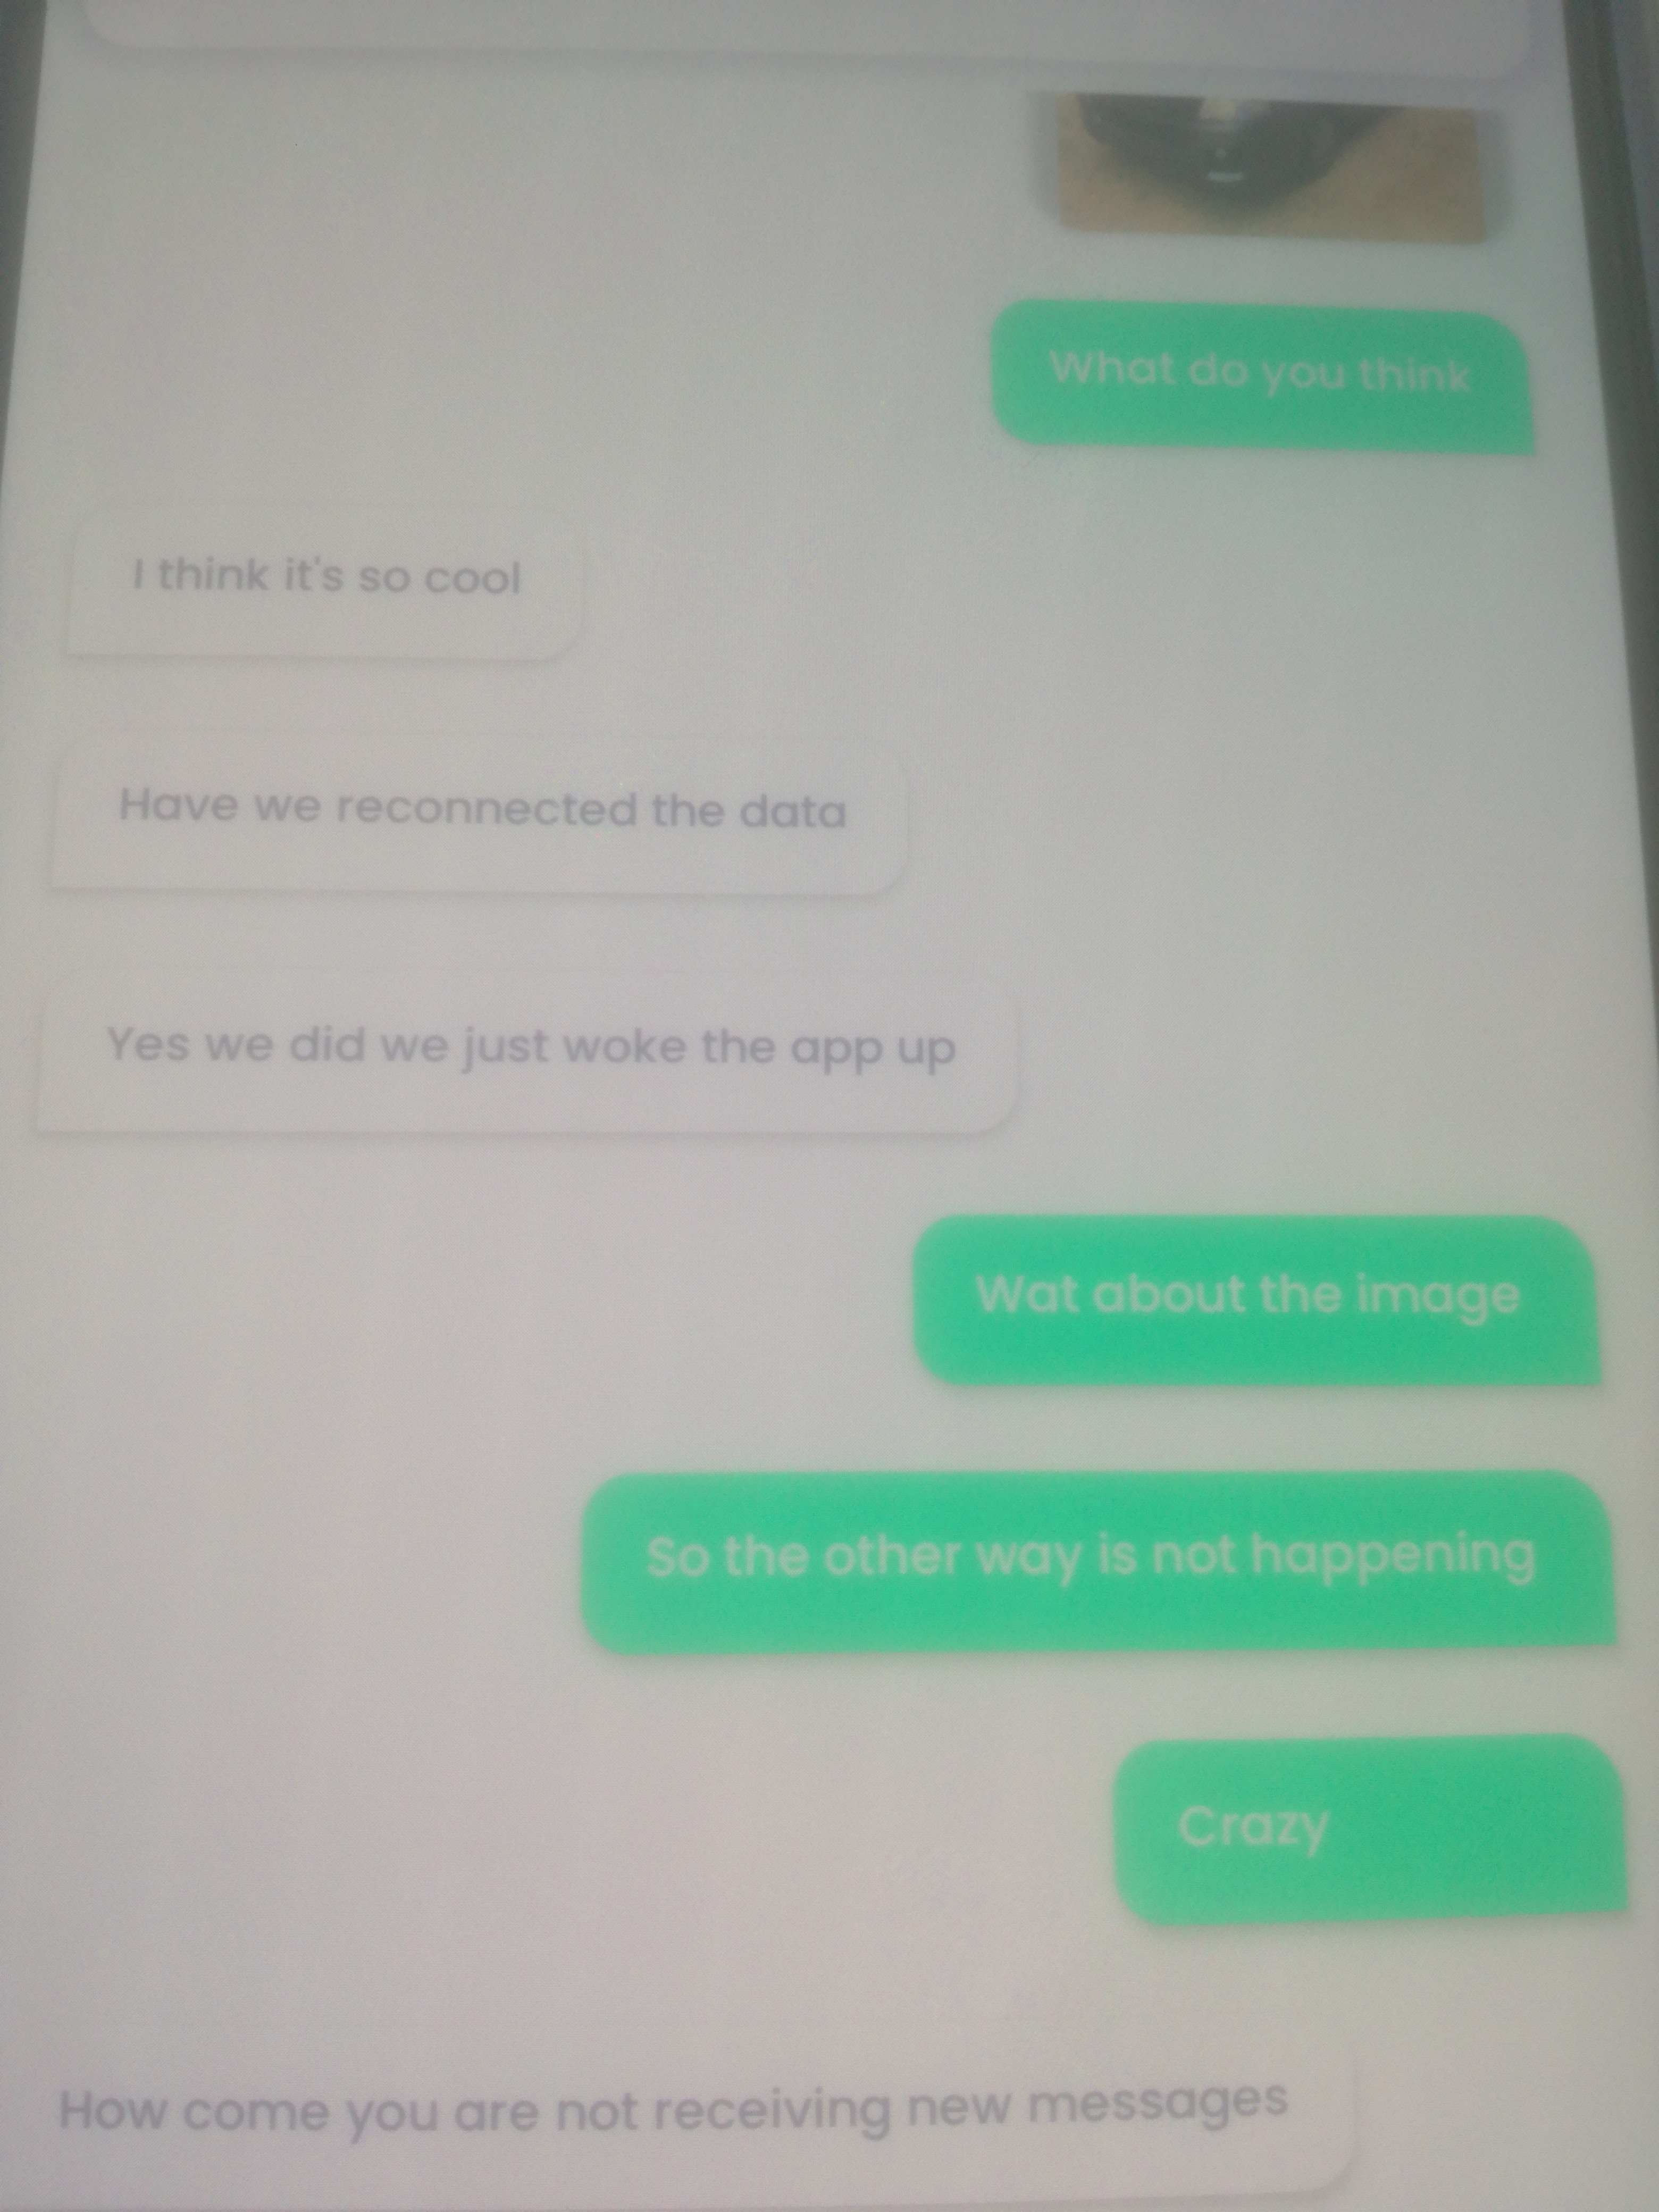 What do you think
I think it's so cool
Have we reconnected the data
Yes we did we just woke the app up
Wat about the image
So the other way is not happening
Crazy
How come you are not receiving new messages